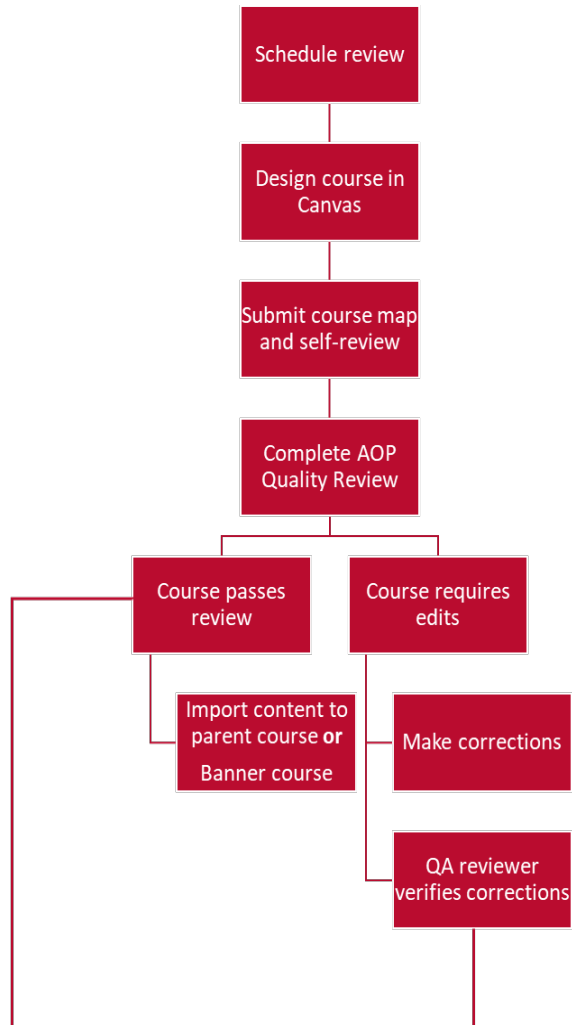 Schedule review
Design course in
Canvas
Submit course map
and self-review
Complete AOP
Quality Review
Course passes
review
Course requires
edits
Import content to
parent course or
Banner course
Make corrections
QA reviewer
verifies corrections